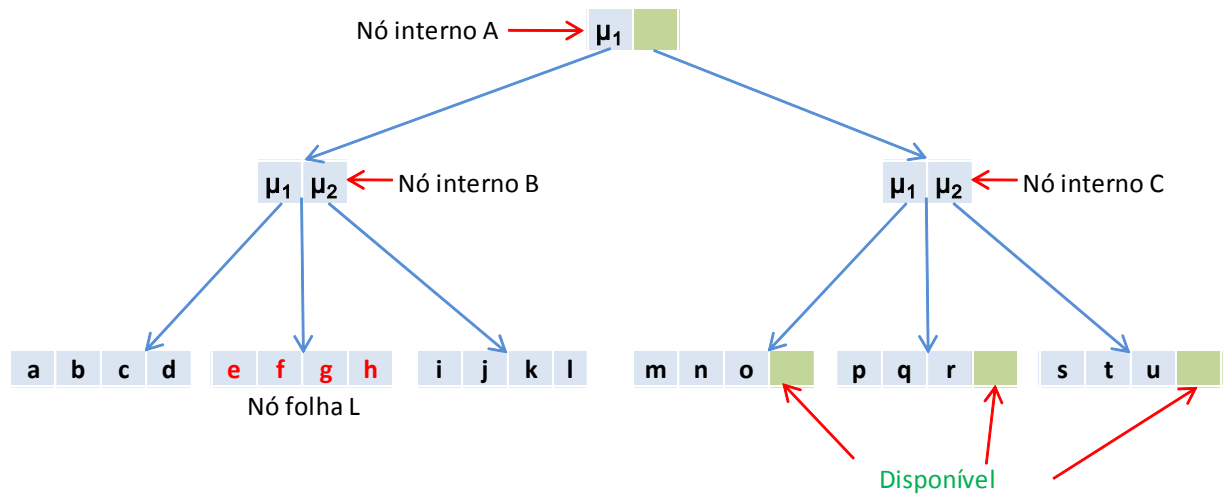 Nó interno A
μ₁
μ₁ μ₂
Nó interno B
μ₁ μ₂
Nó interno C
a b c d
e f g h
i j k l
m n o
p q r
s t u
Nó folha L
Disponível